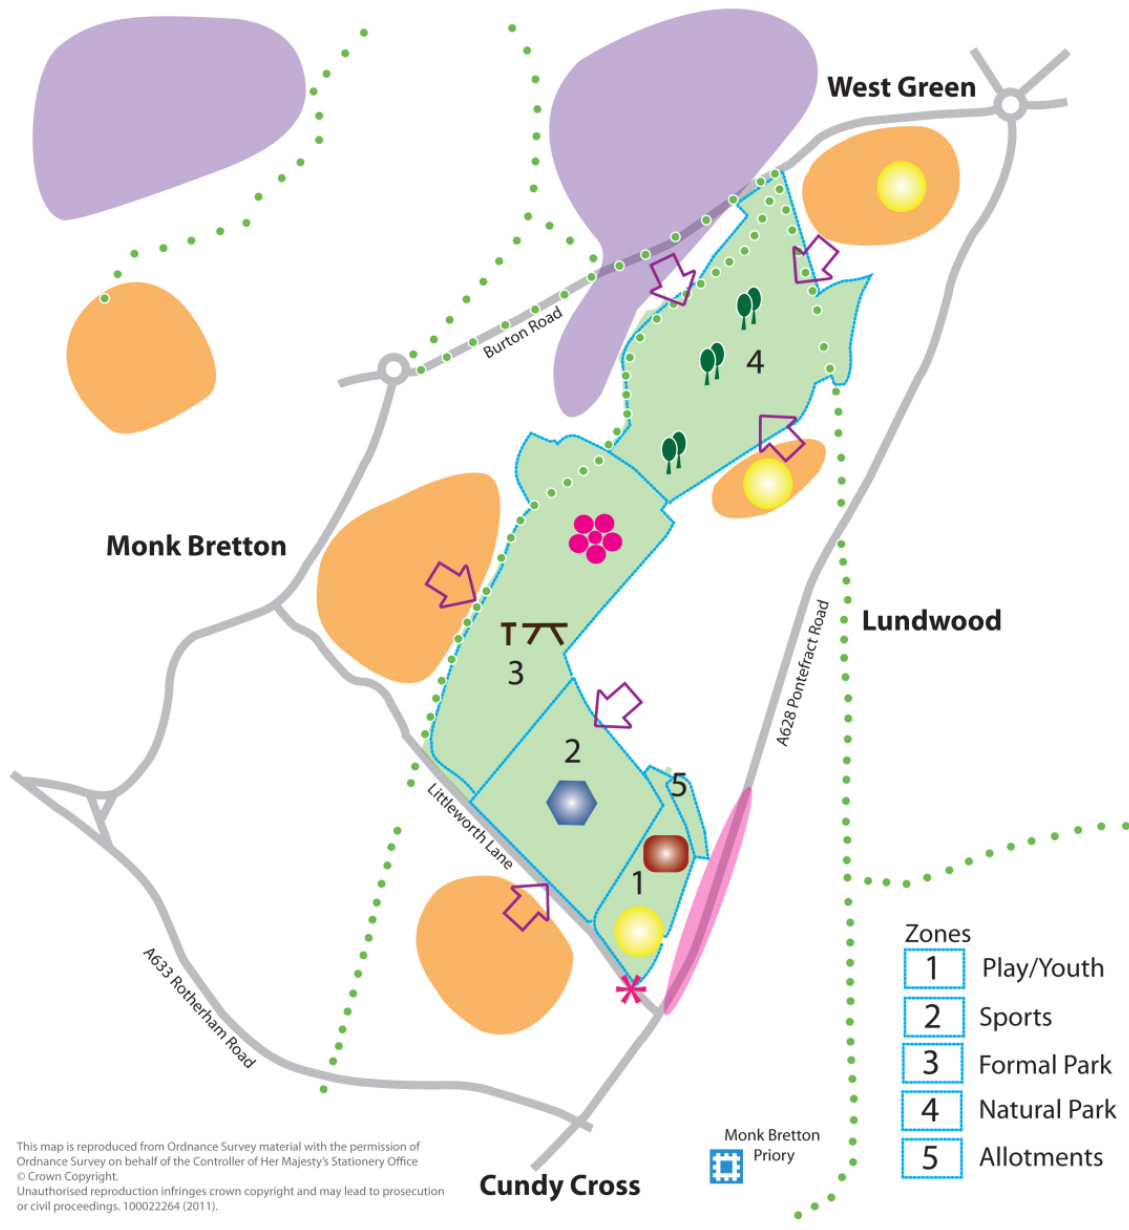 West Green
Burton Road
4
Monk Bretton
Lundwood
A628 Pontefract Road
T
3
2
5
Littleworth Lane
1
A633 Rotherham Road
Zones
1 Play/Youth
2 Sports
3 Formal Park
4 Natural Park
5 Allotments
Monk Bretton
Priory
Cundy Cross
This map is reproduced from Ordnance Survey material with the permission of
Ordnance Survey on behalf of the Controller of Her Majesty's Stationery Office
© Crown Copyright.
Unauthorised reproduction infringes crown copyright and may lead to prosecution
or civil proceedings. 100022264 (2011).